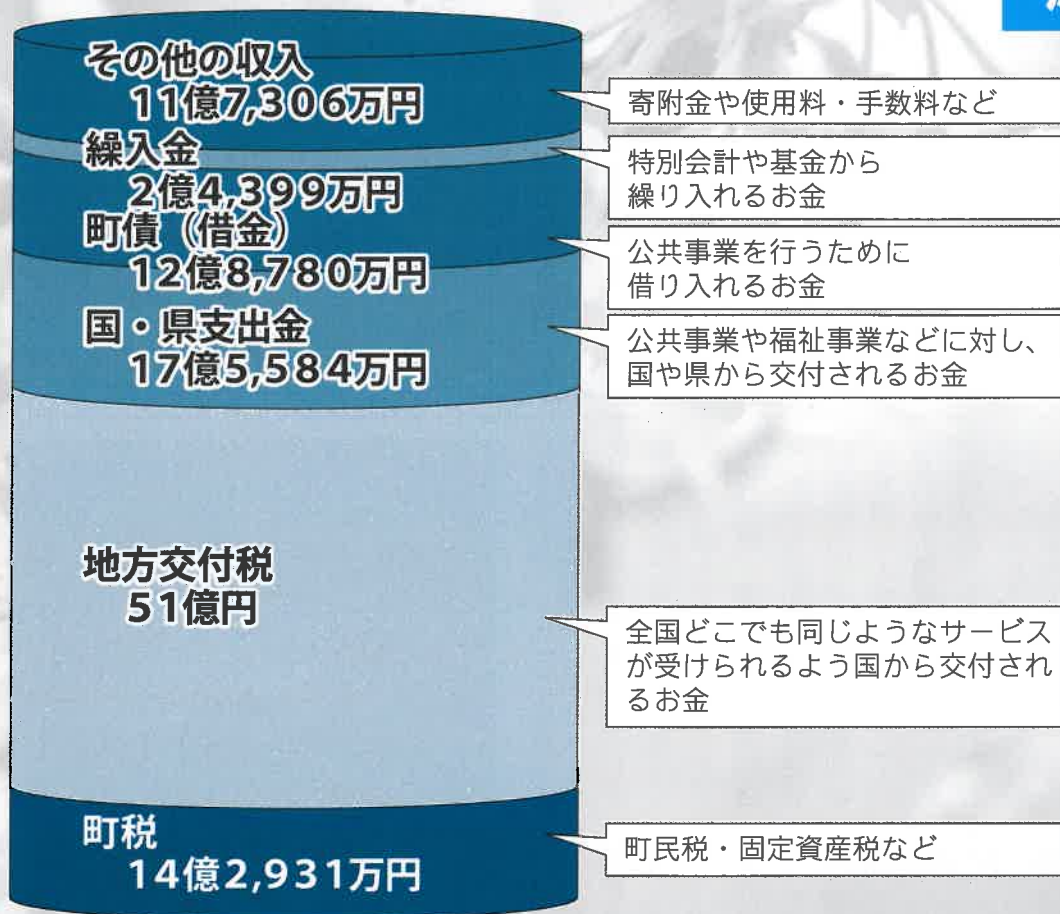 その他の収入
11億7,306万円
寄附金や使用料・手数料など
繰入金
2億4,399万円
特別会計や基金から
繰り入れるお金
町債（借金）
12億8,780万円
公共事業を行うために
借り入れるお金
国・県支出金
17億5,584万円
公共事業や福祉事業などに対し、
国や県から交付されるお金
地方交付税
51億円
全国どこでも同じようなサービス
が受けられるよう国から交付され
るお金
町税
14億2,931万円
町民税・固定資産税など